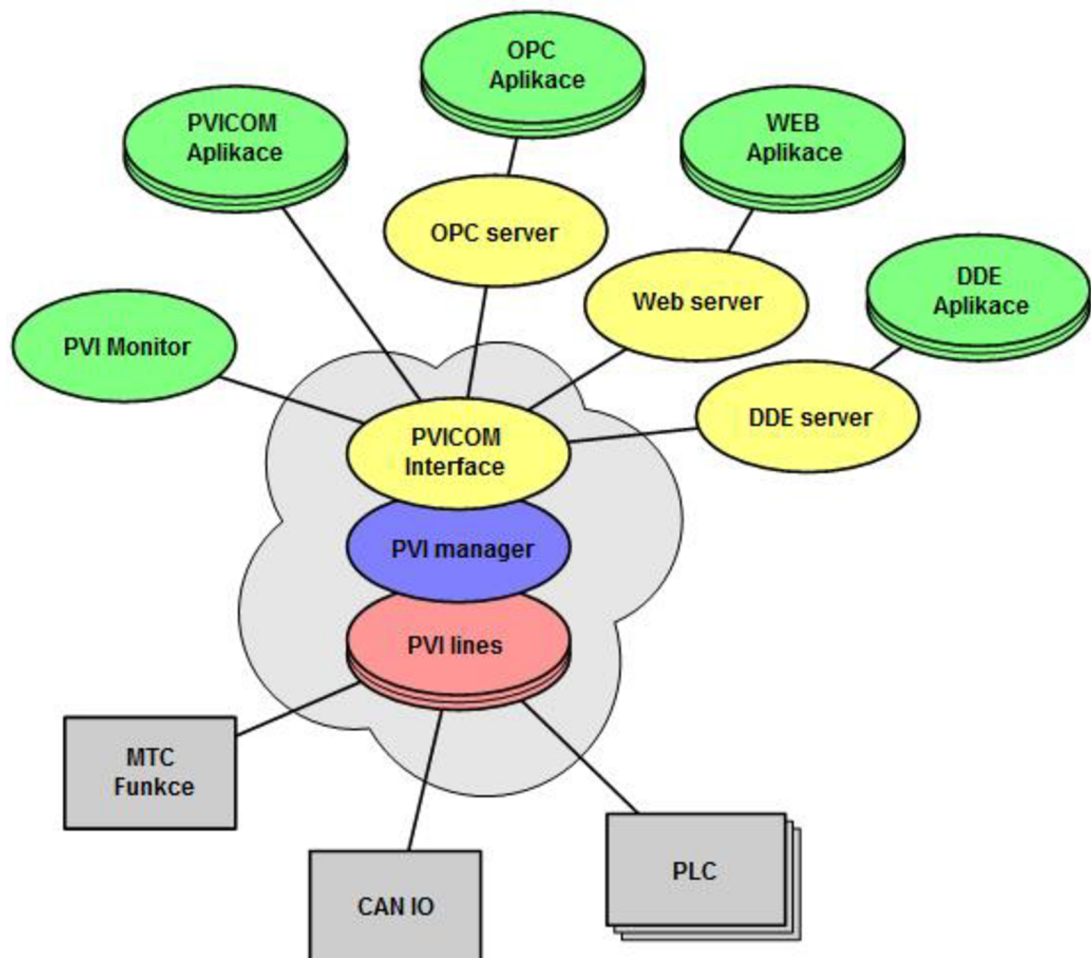 OPC
Aplikace
PVICOM
Aplikace
WEB
Aplikace
OPC server
DDE
Aplikace
Web server
PVI Monitor
DDE server
PVICOM
Interface
PVI manager
PVI lines
MTC
Funkce
PLC
CAN IO